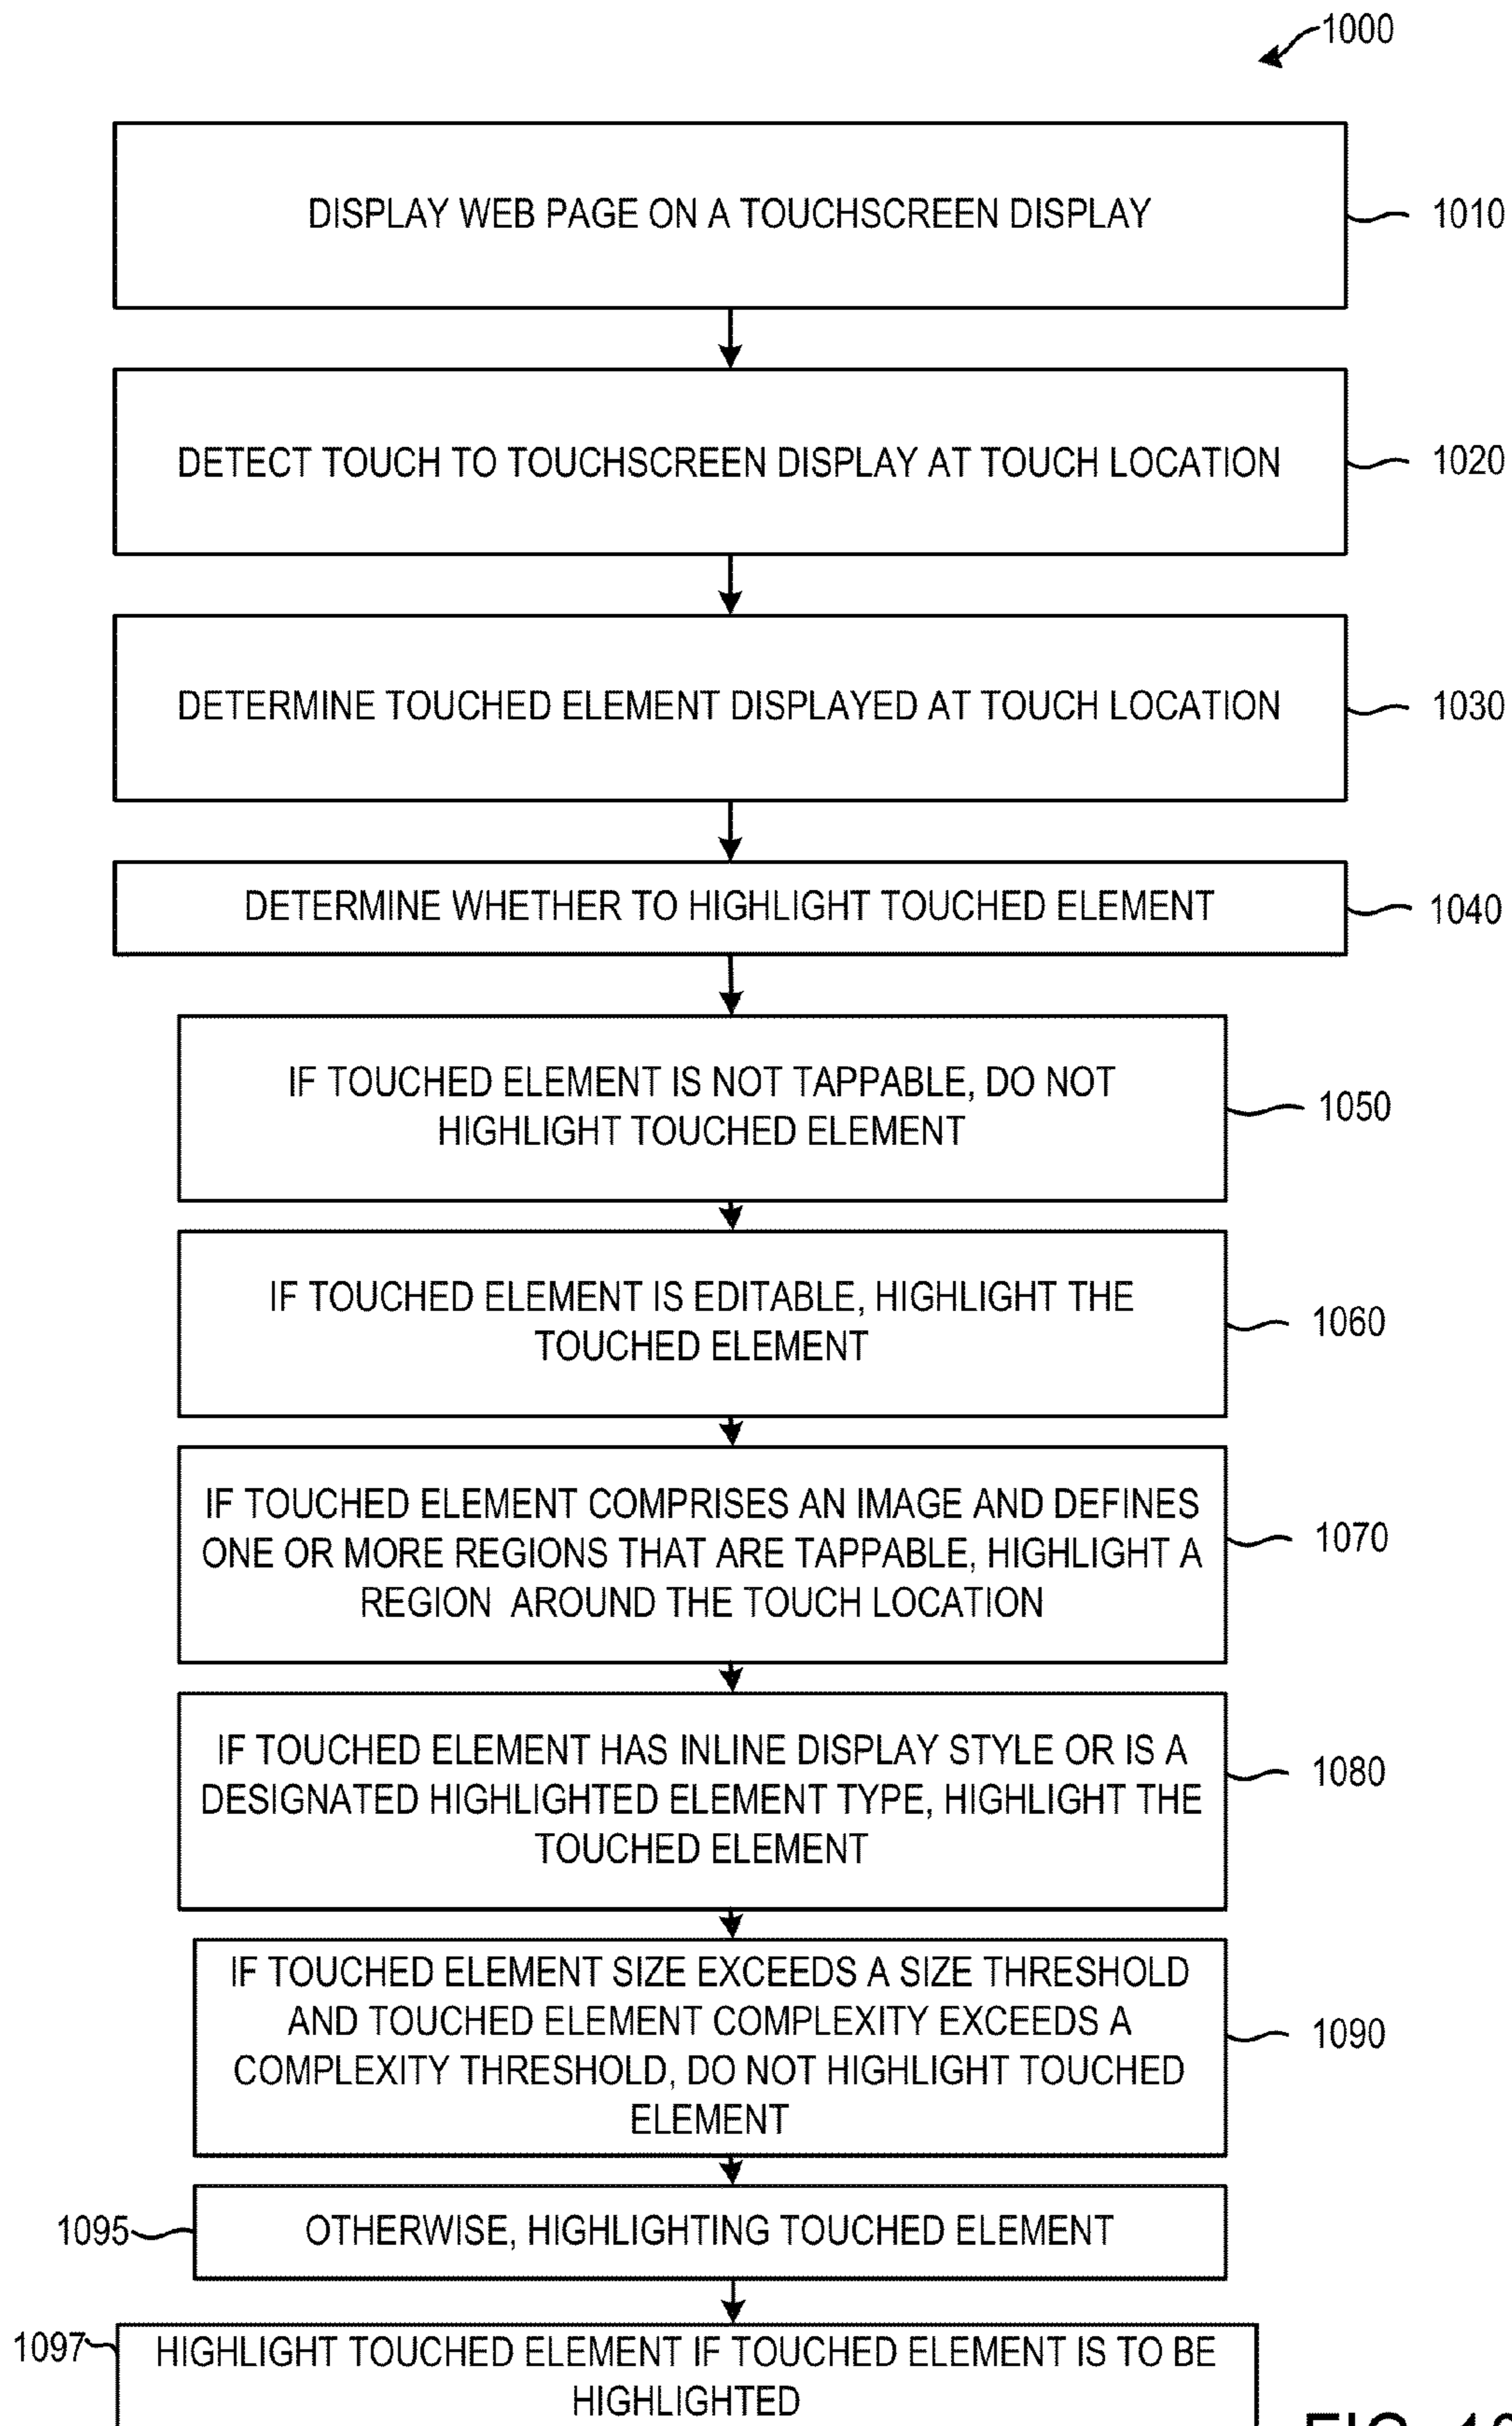 1000
DISPLAY WEB PAGE ON A TOUCHSCREEN DISPLAY
1010
DETECT TOUCH TO TOUCHSCREEN DISPLAY AT TOUCH LOCATION
1020
DETERMINE TOUCHED ELEMENT DISPLAYED AT TOUCH LOCATION
1030
DETERMINE WHETHER TO HIGHLIGHT TOUCHED ELEMENT
1040
IF TOUCHED ELEMENT IS NOT TAPPABLE, DO NOT
HIGHLIGHT TOUCHED ELEMENT
1050
IF TOUCHED ELEMENT IS EDITABLE, HIGHLIGHT THE
TOUCHED ELEMENT
1060
IF TOUCHED ELEMENT COMPRISES AN IMAGE AND DEFINES
ONE OR MORE REGIONS THAT ARE TAPPABLE, HIGHLIGHT A
REGION AROUND THE TOUCH LOCATION
1070
IF TOUCHED ELEMENT HAS INLINE DISPLAY STYLE OR IS A
DESIGNATED HIGHLIGHTED ELEMENT TYPE, HIGHLIGHT THE
TOUCHED ELEMENT
1080
IF TOUCHED ELEMENT SIZE EXCEEDS A SIZE THRESHOLD
AND TOUCHED ELEMENT COMPLEXITY EXCEEDS A
COMPLEXITY THRESHOLD, DO NOT HIGHLIGHT TOUCHED
ELEMENT
1090
1095
OTHERWISE, HIGHLIGHTING TOUCHED ELEMENT
1097
HIGHLIGHT TOUCHED ELEMENT IF TOUCHED ELEMENT IS TO BE
HIGHLIGHTED